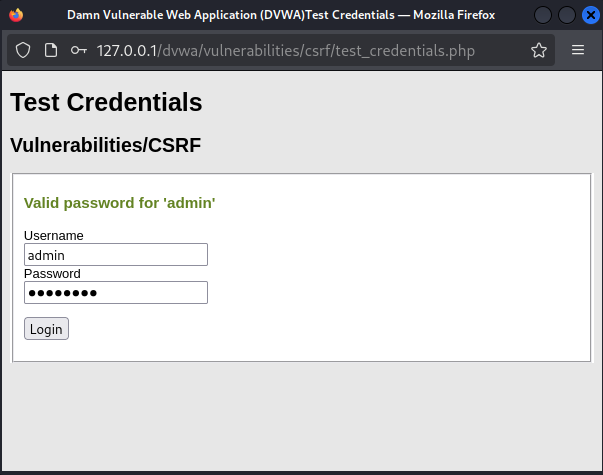 Damn Vulnerable Web Application (DVWA)Test Credentials — Mozilla Firefox
127.0.0.1/dvwa/vulnerabilities/csrf/test_credentials.php
Test Credentials
Vulnerabilities/CSRF
Valid password for 'admin'
Username
admin
Password
●●●●●●●●
Login